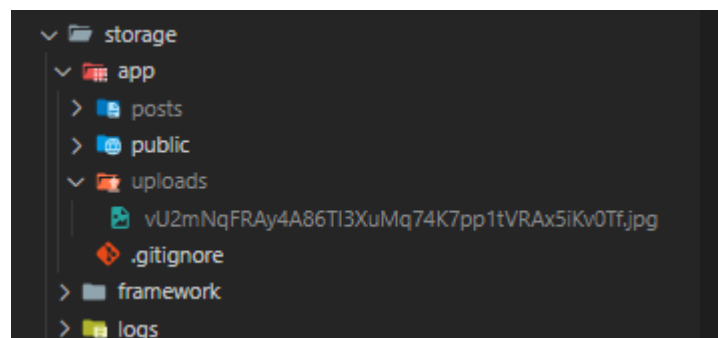 storage
app
posts
public
uploads
vU2mNqFRAy4A86TI3XuMq74K7pp1tVRAx5iKv0Tf.jpg
.gitignore
framework
logs